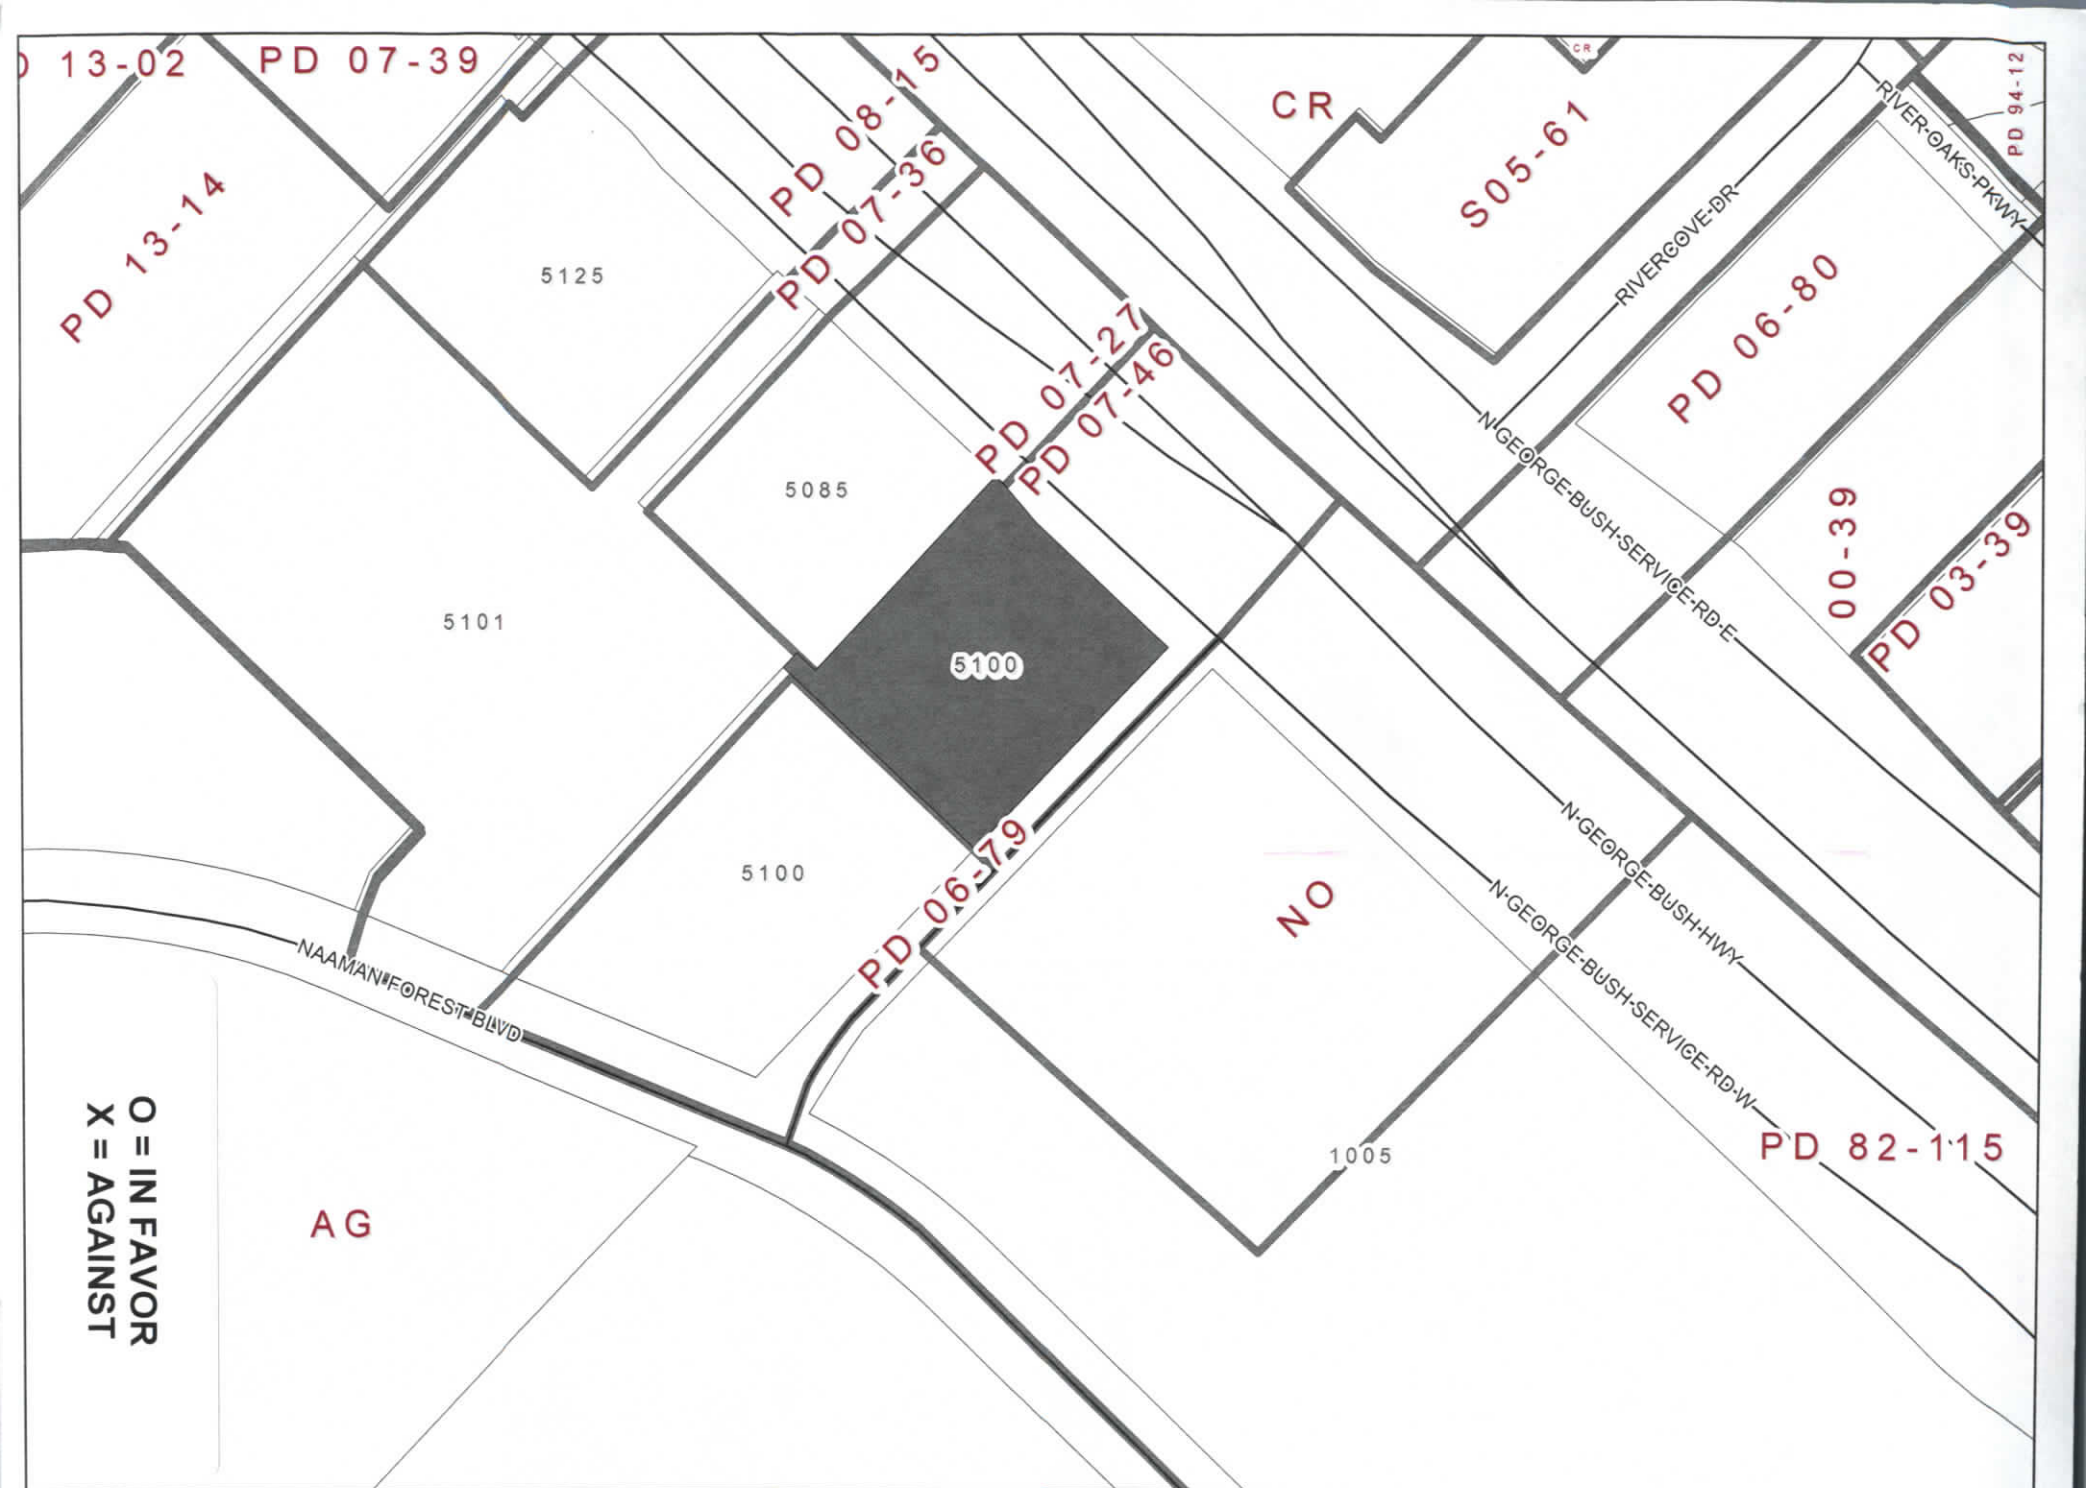 13-02
PD 07-39
PD 13-14
PD 08-15
PD 07-36
CR
CR
S05-61
PD 94-12
RIVER OAKS PKWY
RIVERCOVE DR
5125
PD 07-27
PD 07-46
PD 06-80
N GEORGE BUSH SERVICE RD E
00-39
PD 03-39
5085
5101
5100
5100
PD 06-79
NO
N GEORGE BUSH HWY
N GEORGE BUSH SERVICE RD W
NAAMAN FOREST BLVD
1005
PD 82-115
AG
O = IN FAVOR
X = AGAINST